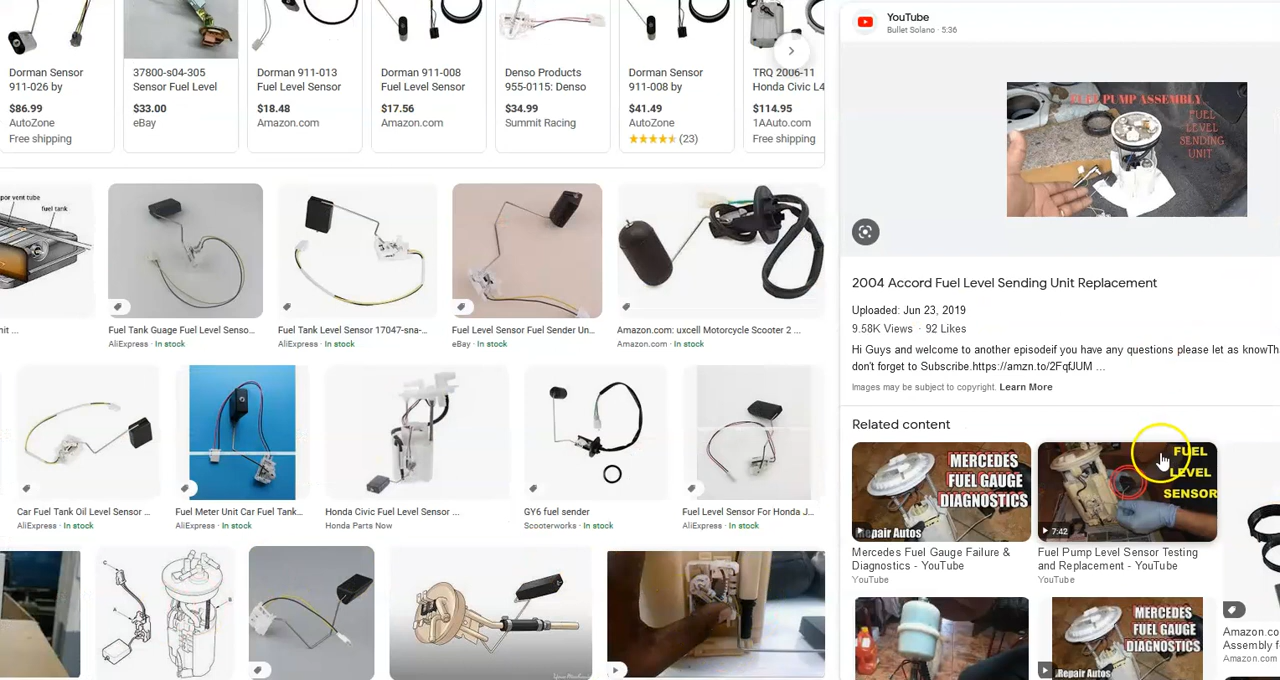 Dorman Sensor
911-026 by
$86.99
AutoZone
Free shipping
37800-s04-305
Sensor Fuel Level
$33.00
eBay
Dorman 911-013
Fuel Level Sensor
$18.48
Amazon.com
Dorman 911-008
Fuel Level Sensor
$17.56
Amazon.com
Denso Products
955-0115: Denso
$34.99
Summit Racing
Dorman Sensor
911-008 by
$41.49
AutoZone
(23)
TRQ 2006-11
Honda Civic L4
$114.95
1AAuto.com
Free shipping
por vent tube
fuel tank
nit ...
Fuel Tank Guage Fuel Level Senso...
AliExpress · In stock
Fuel Tank Level Sensor 17047-sna-...
AliExpress · In stock
Fuel Level Sensor Fuel Sender Un...
eBay · In stock
Amazon.com: uxcell Motorcycle Scooter 2 ...
Amazon.com · In stock
Car Fuel Tank Oil Level Sensor ...
AliExpress · In stock
Fuel Meter Unit Car Fuel Tank...
AliExpress · In stock
Honda Civic Fuel Level Sensor ...
Honda Parts Now
GY6 fuel sender
Scooterworks · In stock
Fuel Level Sensor For Honda J...
AliExpress · In stock
YouTube
Bullet Solano · 5:36
FUEL PUMP ASSEMBLY
FUEL
LEVEL
SENDING
UNIT
2004 Accord Fuel Level Sending Unit Replacement
Uploaded: Jun 23, 2019
9.58K Views · 92 Likes
Hi Guys and welcome to another episodeif you have any questions please let as knowTh
don't forget to Subscribe.https://amzn.to/2FqfJUM ...
Images may be subject to copyright. Learn More
Related content
MERCEDES
FUEL GAUGE
DIAGNOSTICS
Repair Autos
Mercedes Fuel Gauge Failure &
Diagnostics - YouTube
YouTube
FUEL
LEVEL
SENSOR
7:42
Fuel Pump Level Sensor Testing
and Replacement - YouTube
YouTube
MERCEDES
FUEL GAUGE
DIAGNOSTICS
Repair Autos
Amazon.co
Assembly f
Amazon.com